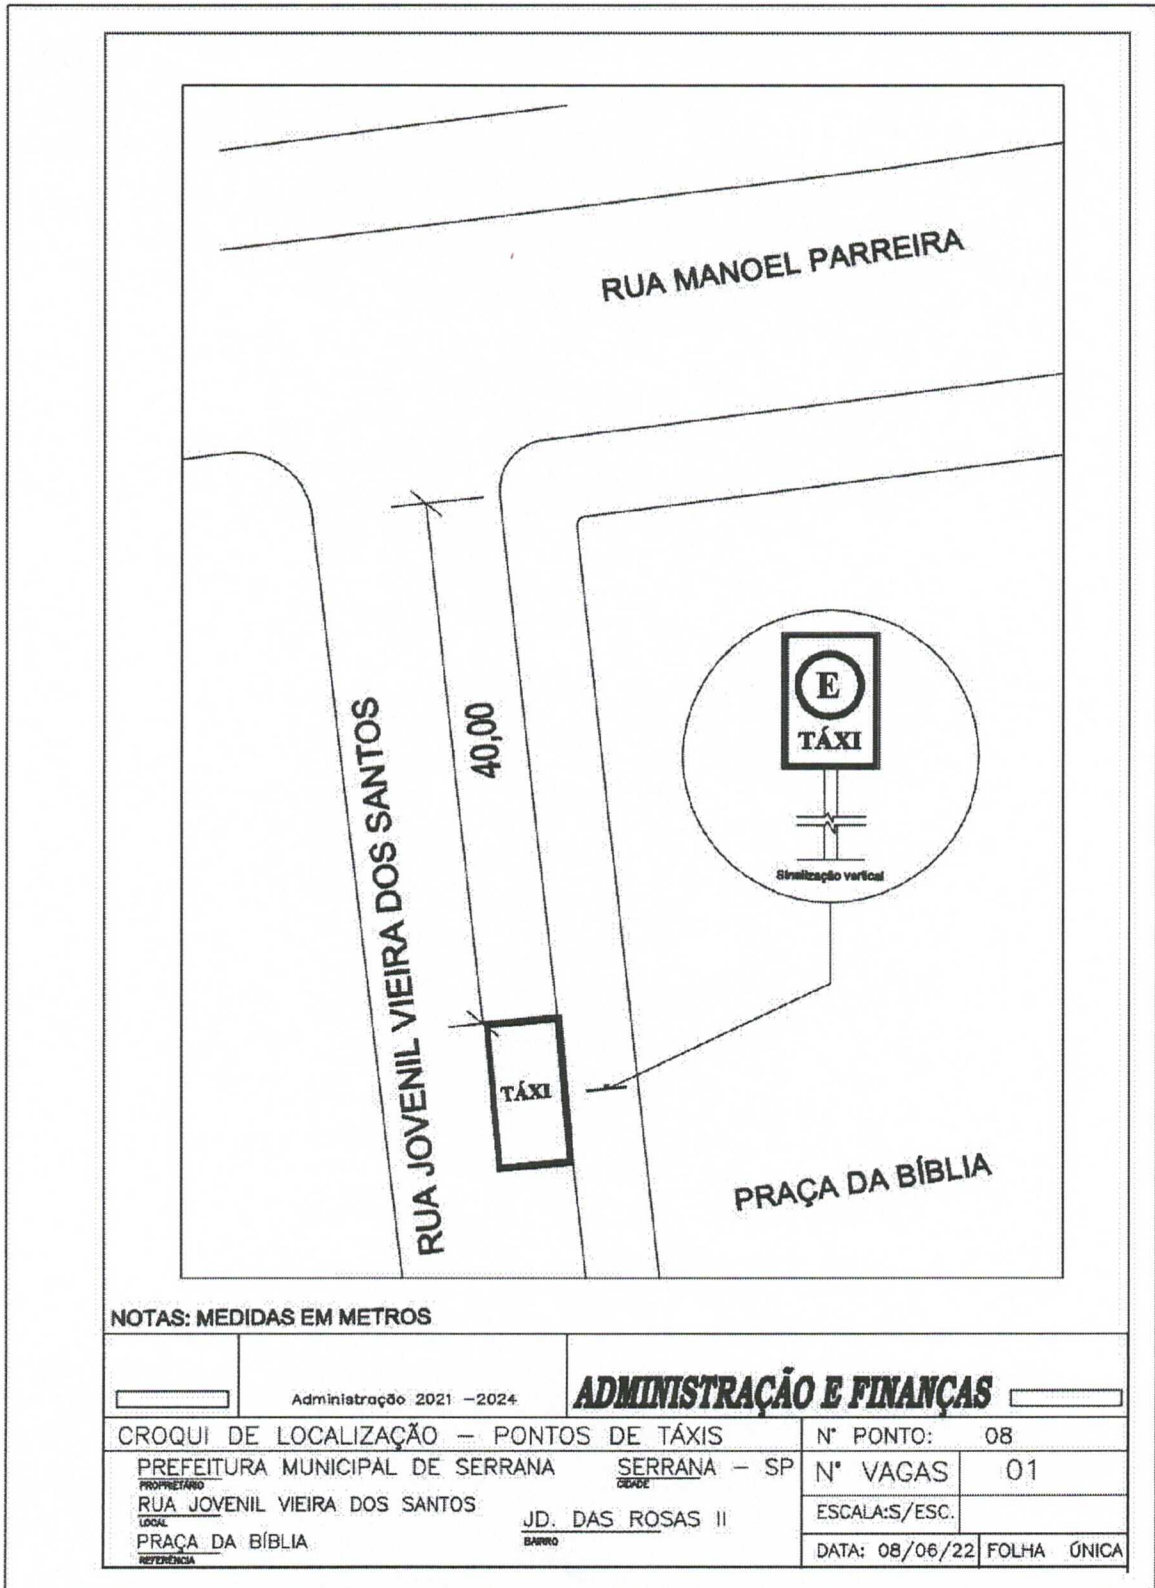 RUA MANOEL PARREIRA
40,00
RUA JOVENIL VIEIRA DOS SANTOS
E
TÁXI
Sinalização vertical
TÁXI
PRAÇA DA BÍBLIA
NOTAS: MEDIDAS EM METROS
Administração 2021 -2024
ADMINISTRAÇÃO E FINANÇAS
CROQUI DE LOCALIZAÇÃO - PONTOS DE TÁXIS
N° PONTO: 08
PREFEITURA MUNICIPAL DE SERRANA
PROPRIETÁRIO
SERRANA - SP
CIDADE
N° VAGAS 01
RUA JOVENIL VIEIRA DOS SANTOS
LOCAL
JD. DAS ROSAS II
BAIRRO
ESCALA:S/ESC.
PRAÇA DA BÍBLIA
REFERÊNCIA
DATA: 08/06/22 FOLHA ÚNICA